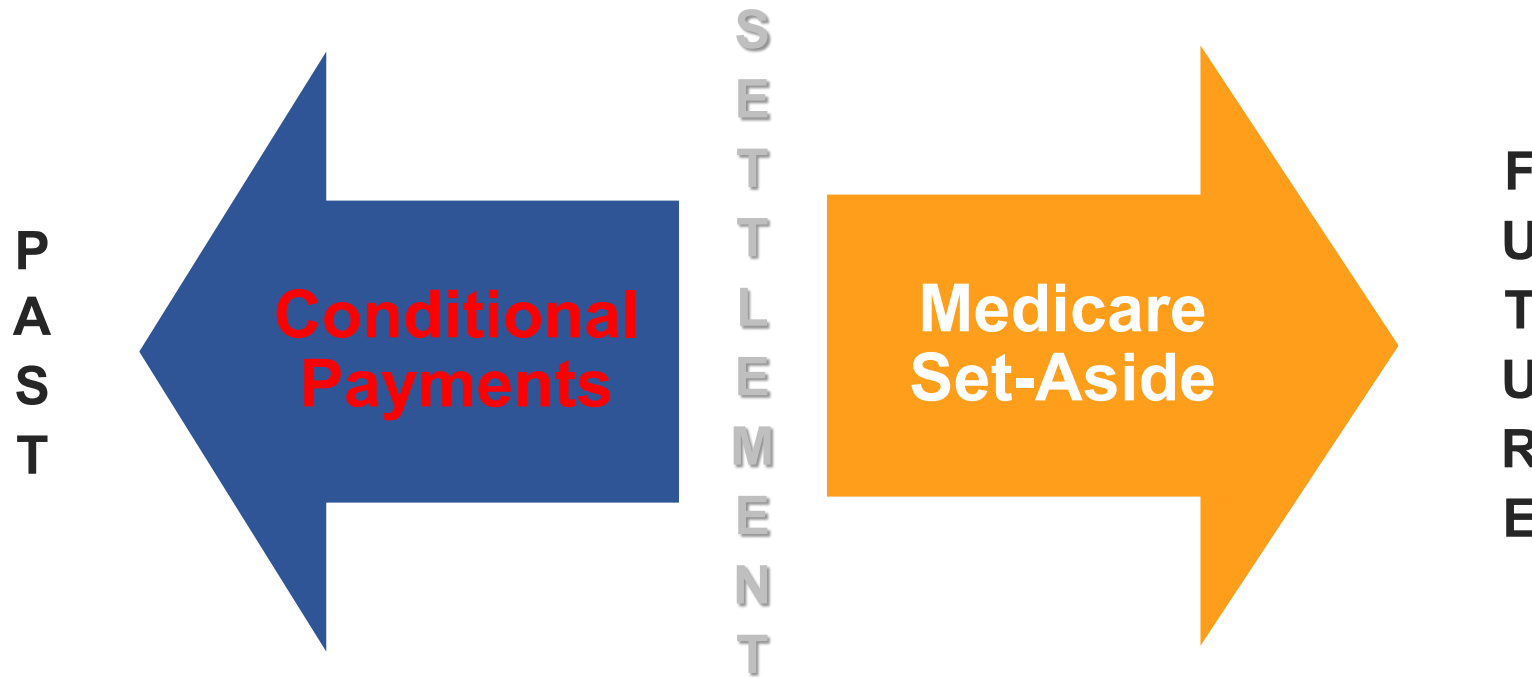 PAST
Conditional
Payments
SETTLEMENT
Medicare
Set-Aside
FUTURE